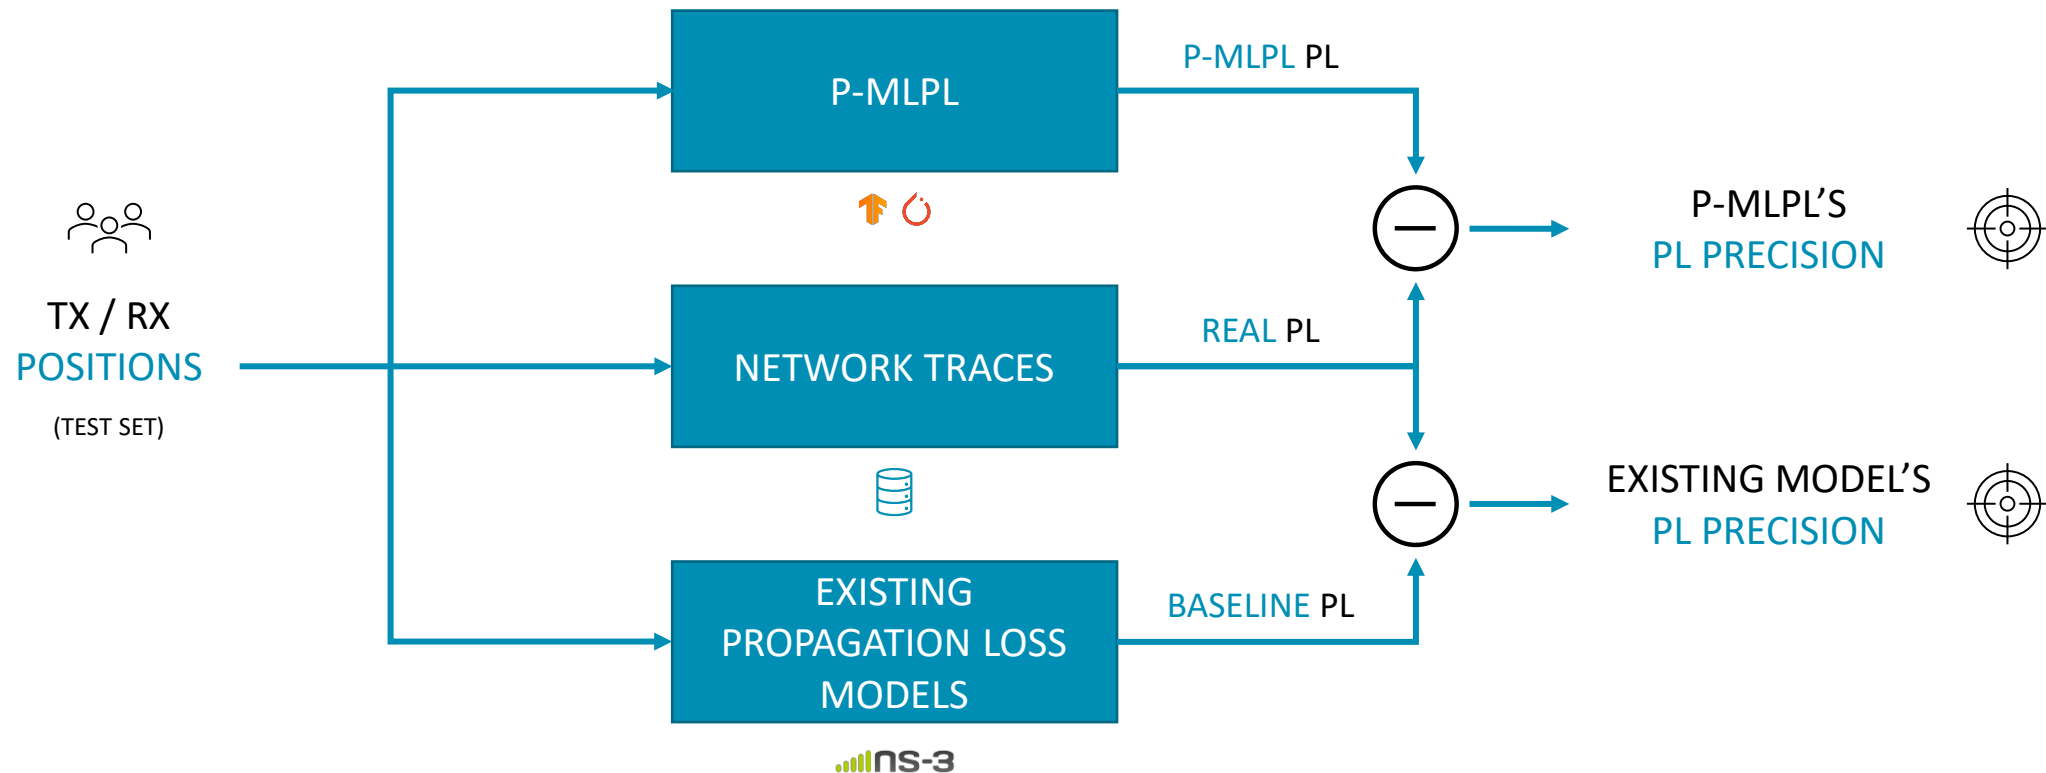 P-MLPL
P-MLPL PL
TX / RX
POSITIONS
(TEST SET)
P-MLPL’S
PL PRECISION
NETWORK TRACES
REAL PL
EXISTING MODEL’S
PL PRECISION
EXISTING
PROPAGATION LOSS
MODELS
BASELINE PL
ns-3